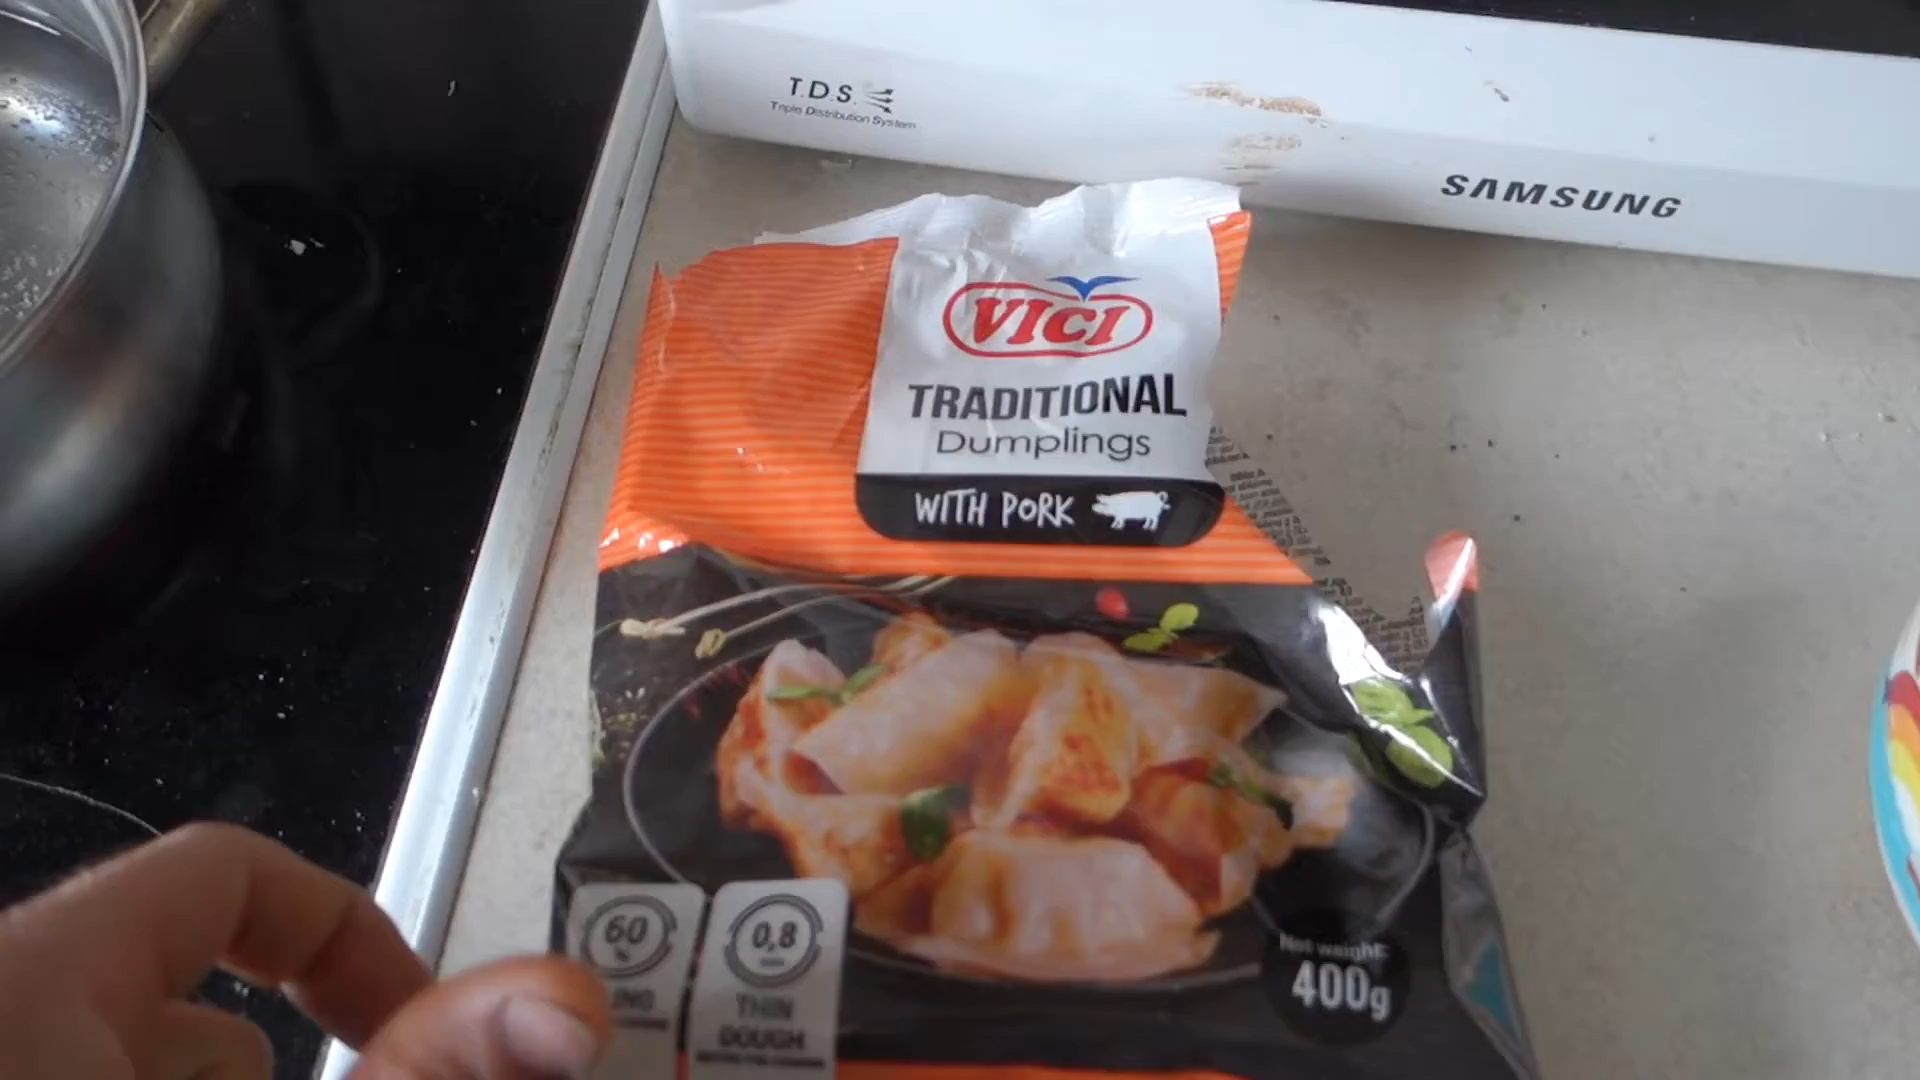 T.D.S.
Triple Distribution System
SAMSUNG
VICI
TRADITIONAL
Dumplings
WITH PORK
60
%
0,8
THIN
DOUGH
Net weight:
400g